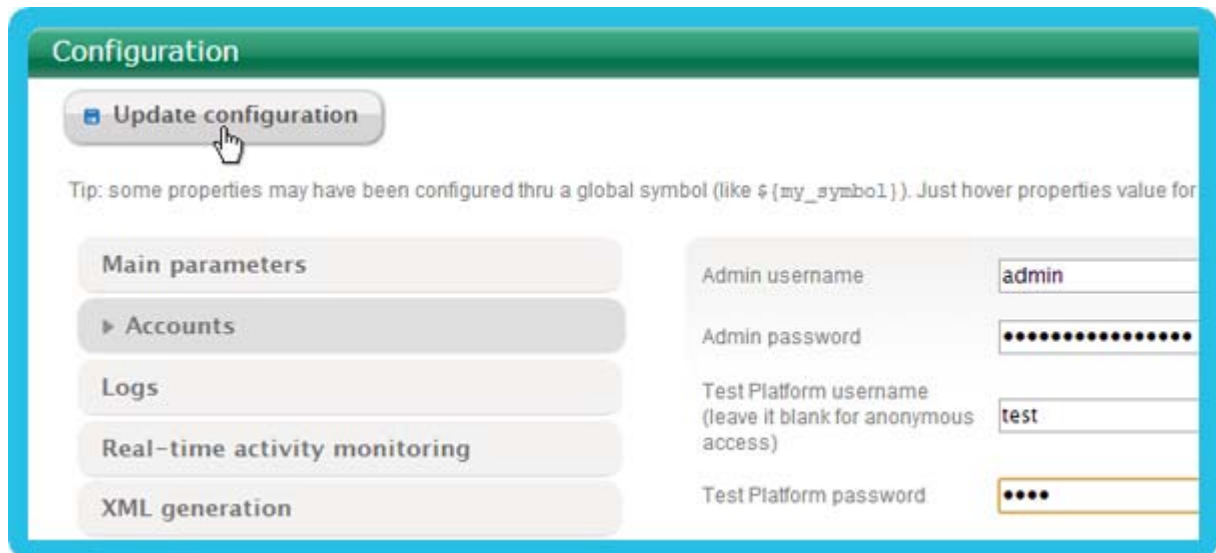 Configuration
Update configuration
Tip: some properties may have been configured thru a global symbol (like ${my_symbol}). Just hover properties value for
Main parameters
Accounts
Logs
Real-time activity monitoring
XML generation
Admin username
admin
Admin password
••••••••••••••••
Test Platform username
(leave it blank for anonymous
access)
test
Test Platform password
••••